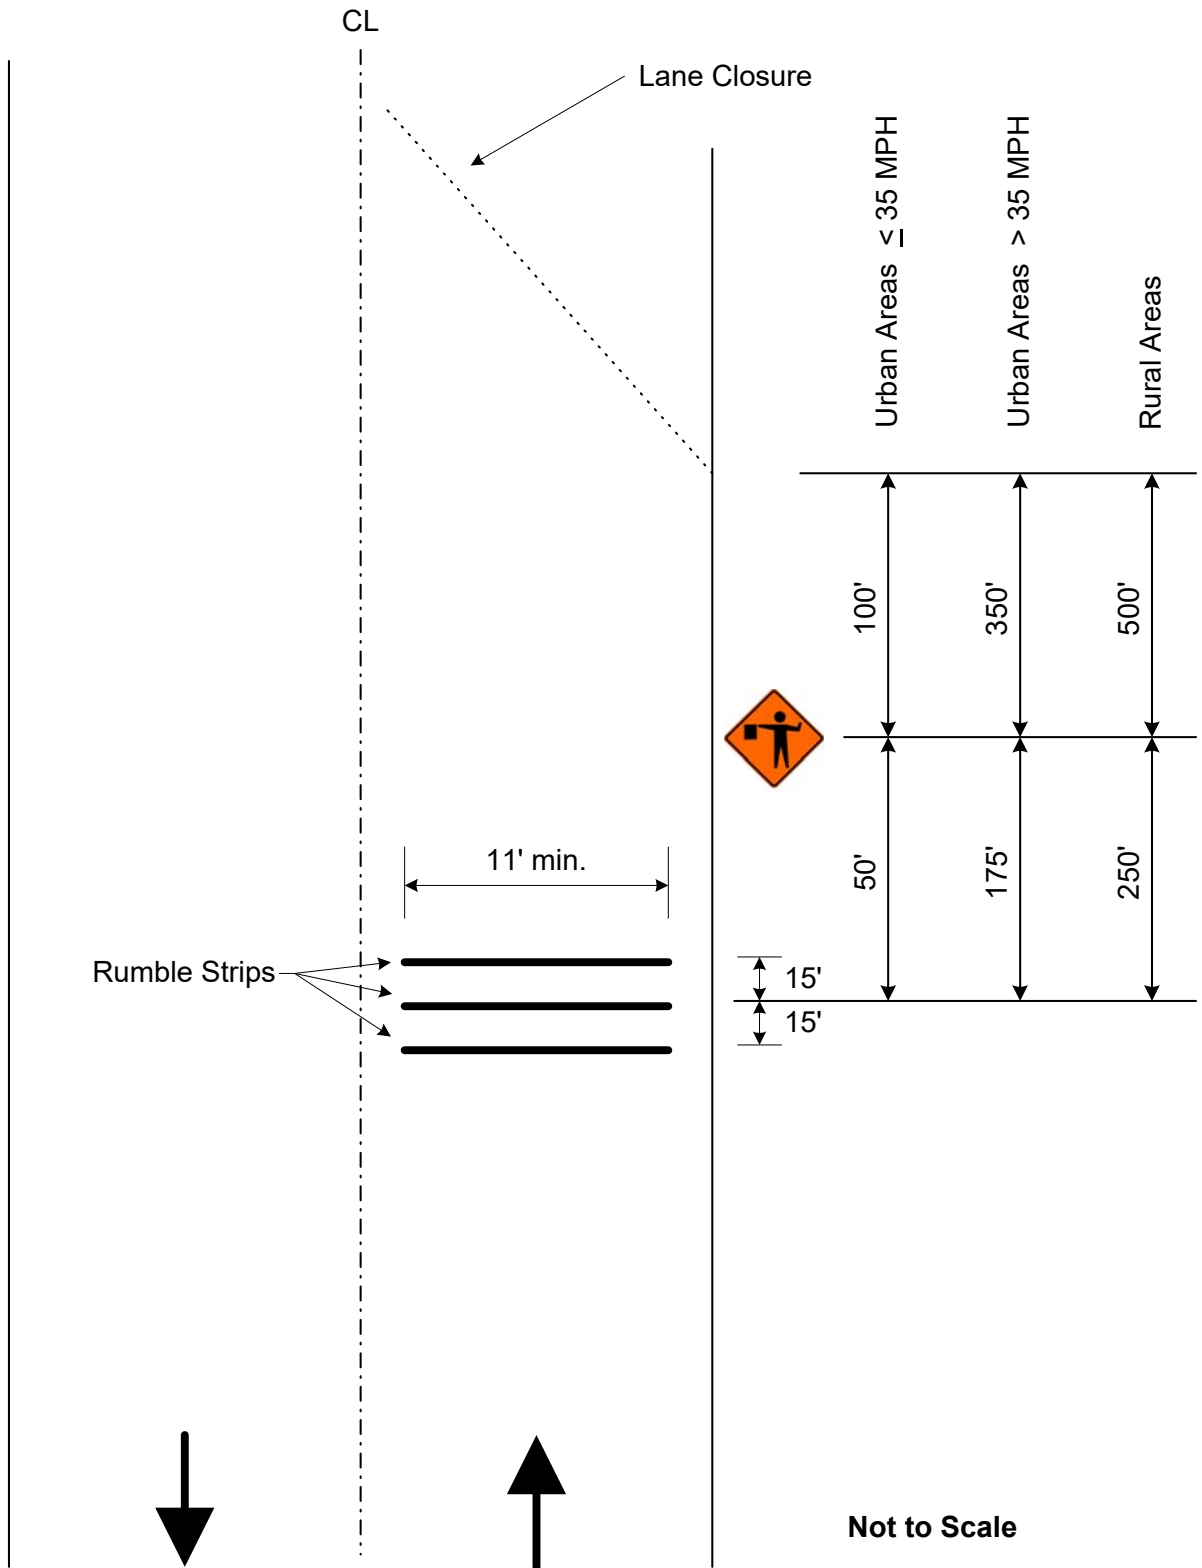 CL
Lane Closure
Urban Areas ≤ 35 MPH
Urban Areas > 35 MPH
Rural Areas
100'
350'
500'
50'
175'
250'
11' min.
Rumble Strips
15'
15'
Not to Scale